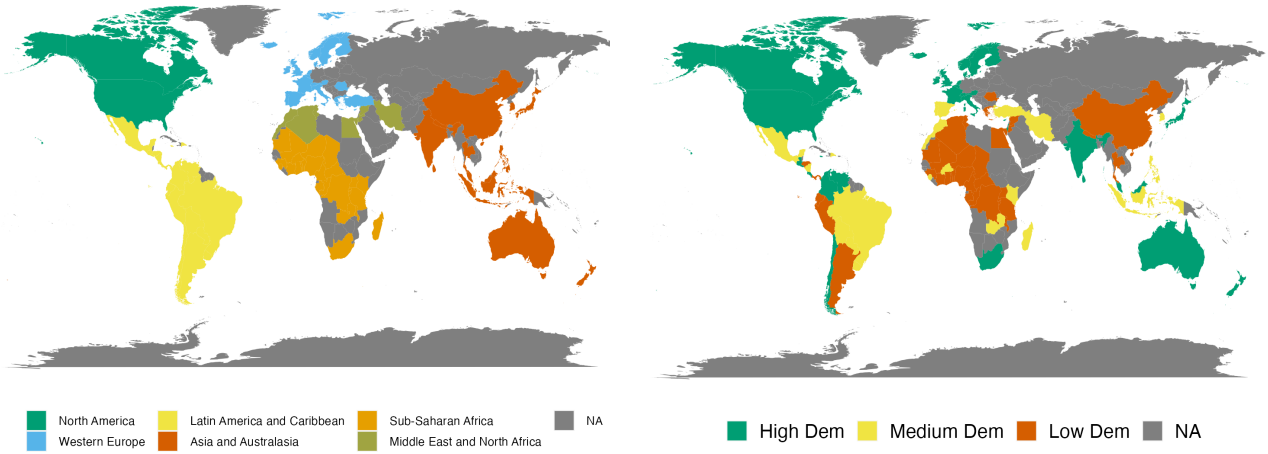 North America Latin America and Caribbean Sub-Saharan Africa NA
Western Europe Asia and Australasia Middle East and North Africa
High Dem Medium Dem Low Dem NA